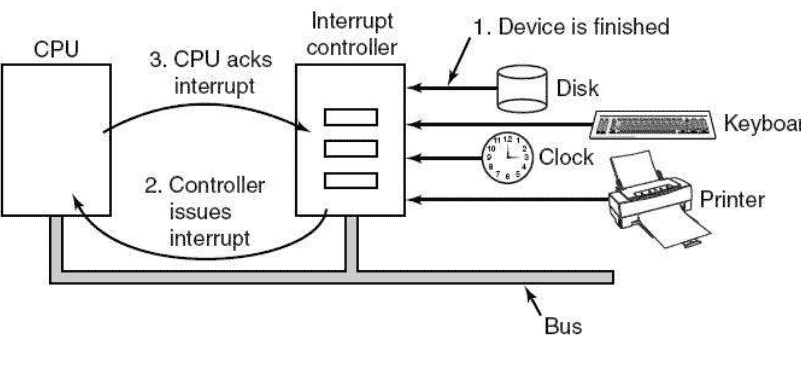 CPU
3. CPU acks
interrupt
Interrupt
controller
1. Device is finished
Disk
Keyboar
Clock
Printer
2. Controller
issues
interrupt
Bus